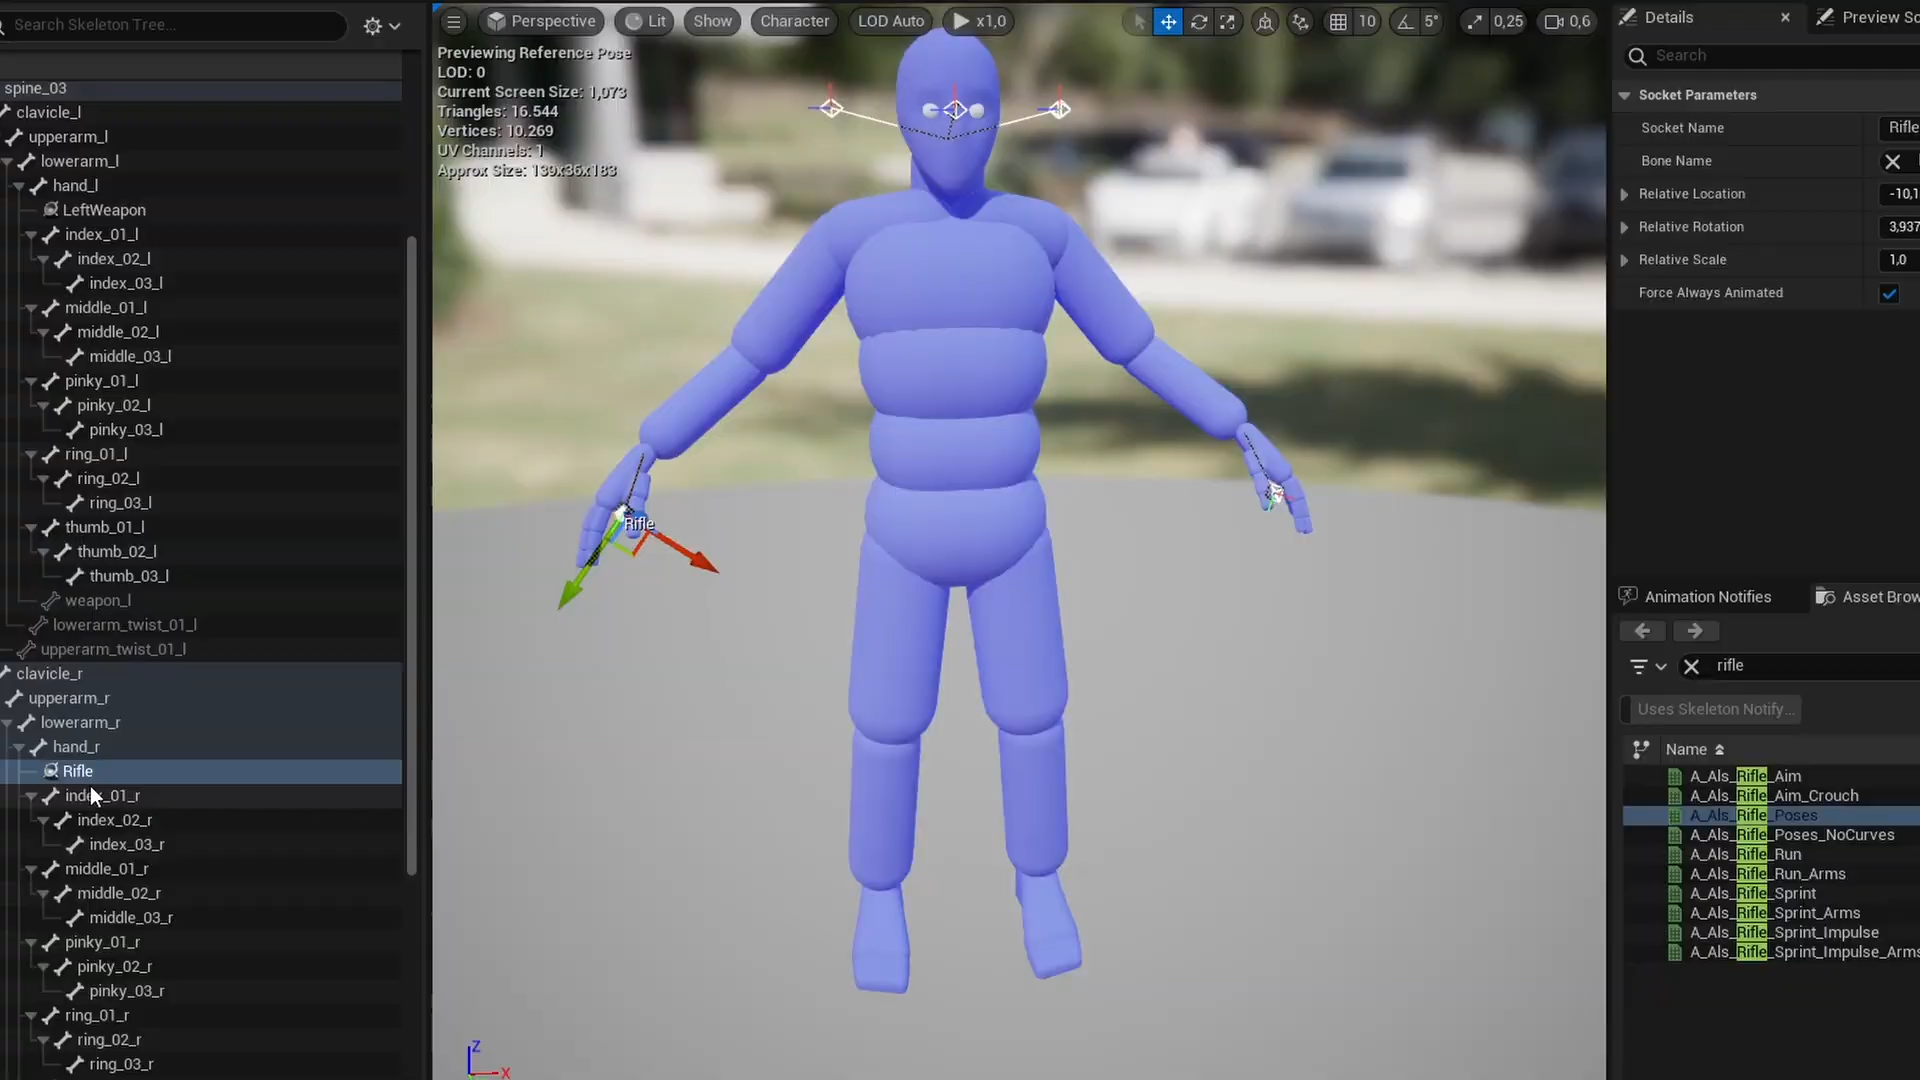 Search Skeleton Tree...
spine_03
clavicle_l
upperarm_l
lowerarm_l
hand_l
LeftWeapon
index_01_l
index_02_l
index_03_l
middle_01_l
middle_02_l
middle_03_l
pinky_01_l
pinky_02_l
pinky_03_l
ring_01_l
ring_02_l
ring_03_l
thumb_01_l
thumb_02_l
thumb_03_l
weapon_l
lowerarm_twist_01_l
upperarm_twist_01_l
clavicle_r
upperarm_r
lowerarm_r
hand_r
Rifle
index_01_r
index_02_r
index_03_r
middle_01_r
middle_02_r
middle_03_r
pinky_01_r
pinky_02_r
pinky_03_r
ring_01_r
ring_02_r
ring_03_r
Perspective Lit Show Character LOD Auto x1,0 10 5° 0,25 0,6
Previewing Reference Pose
LOD: 0
Current Screen Size: 1,073
Triangles: 16.544
Vertices: 10.269
UV Channels: 1
Approx Size: 139x36x183
Rifle
Z
X
Details Preview Sc
Search
Socket Parameters
Socket Name Rifle
Bone Name
Relative Location -10,1
Relative Rotation 3,937
Relative Scale 1,0
Force Always Animated
Animation Notifies Asset Brow
rifle
Uses Skeleton Notify...
Name
A_Als_Rifle_Aim
A_Als_Rifle_Aim_Crouch
A_Als_Rifle_Poses
A_Als_Rifle_Poses_NoCurves
A_Als_Rifle_Run
A_Als_Rifle_Run_Arms
A_Als_Rifle_Sprint
A_Als_Rifle_Sprint_Arms
A_Als_Rifle_Sprint_Impulse
A_Als_Rifle_Sprint_Impulse_Arms